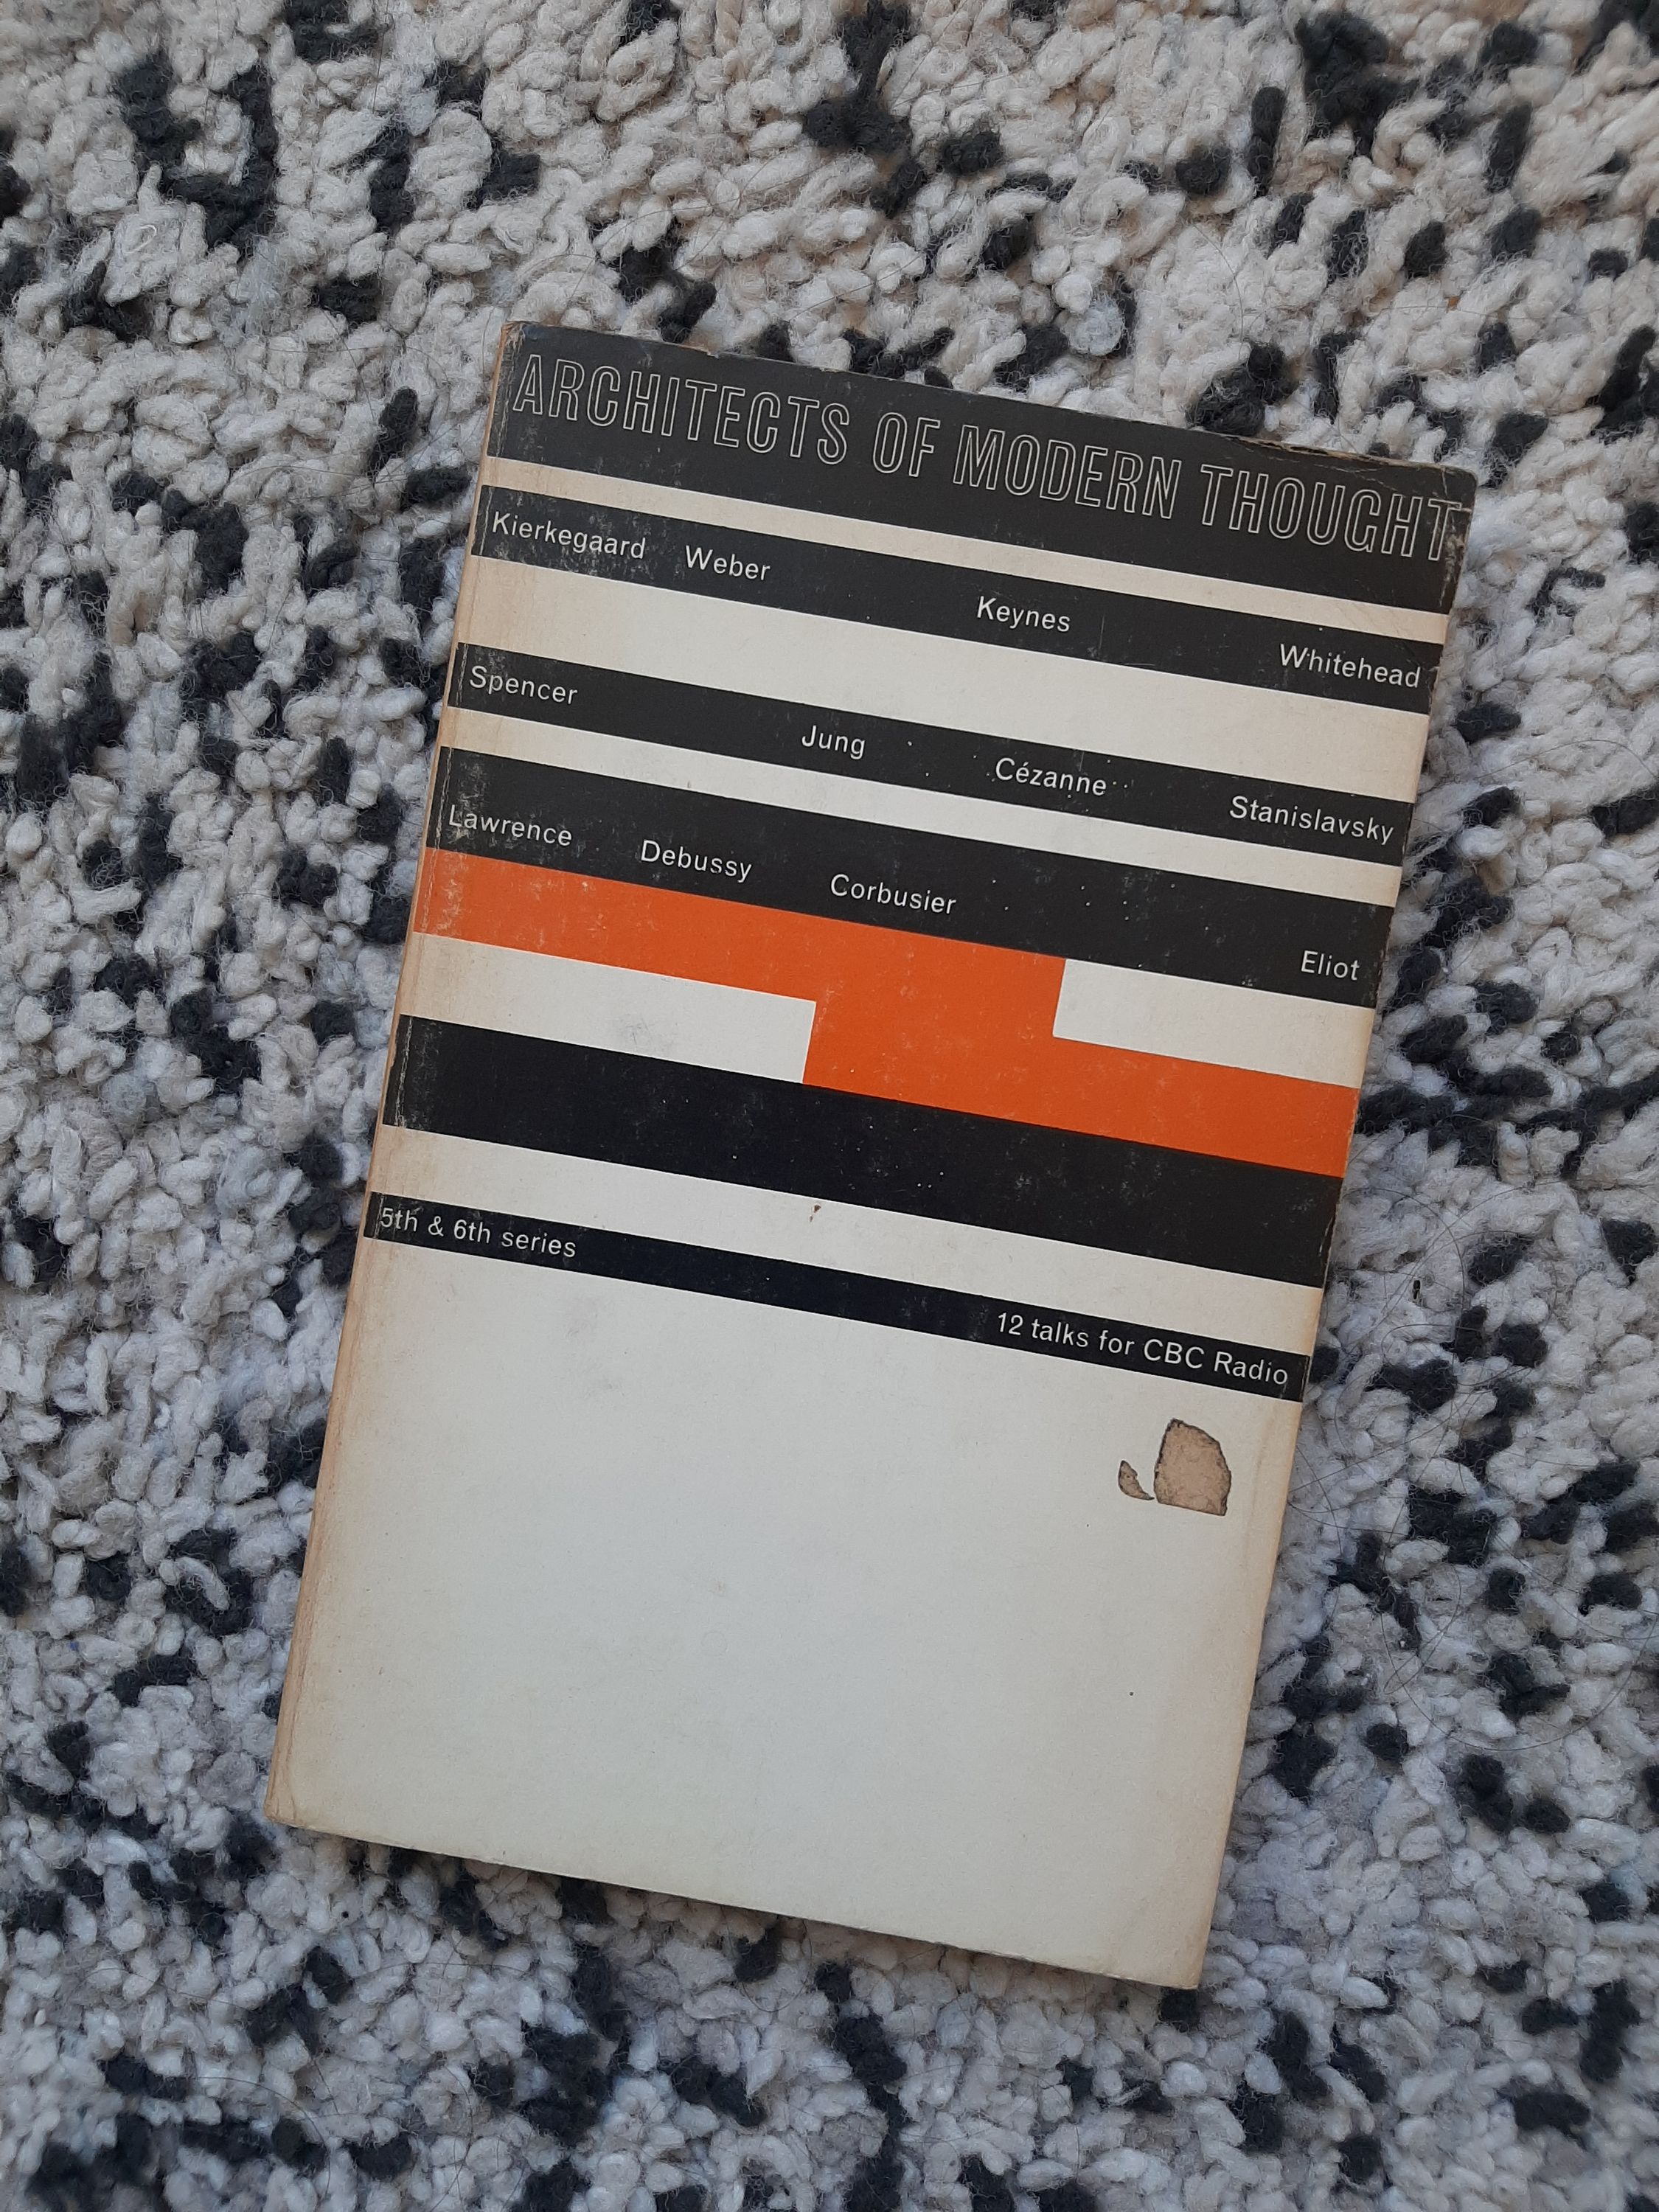 ARCHITECTS OF MODERN THOUGHT
Kierkegaard Weber Keynes Whitehead
Spencer Jung Cézanne Stanislavsky
Lawrence Debussy Corbusier Eliot
5th & 6th series 12 talks for CBC Radio